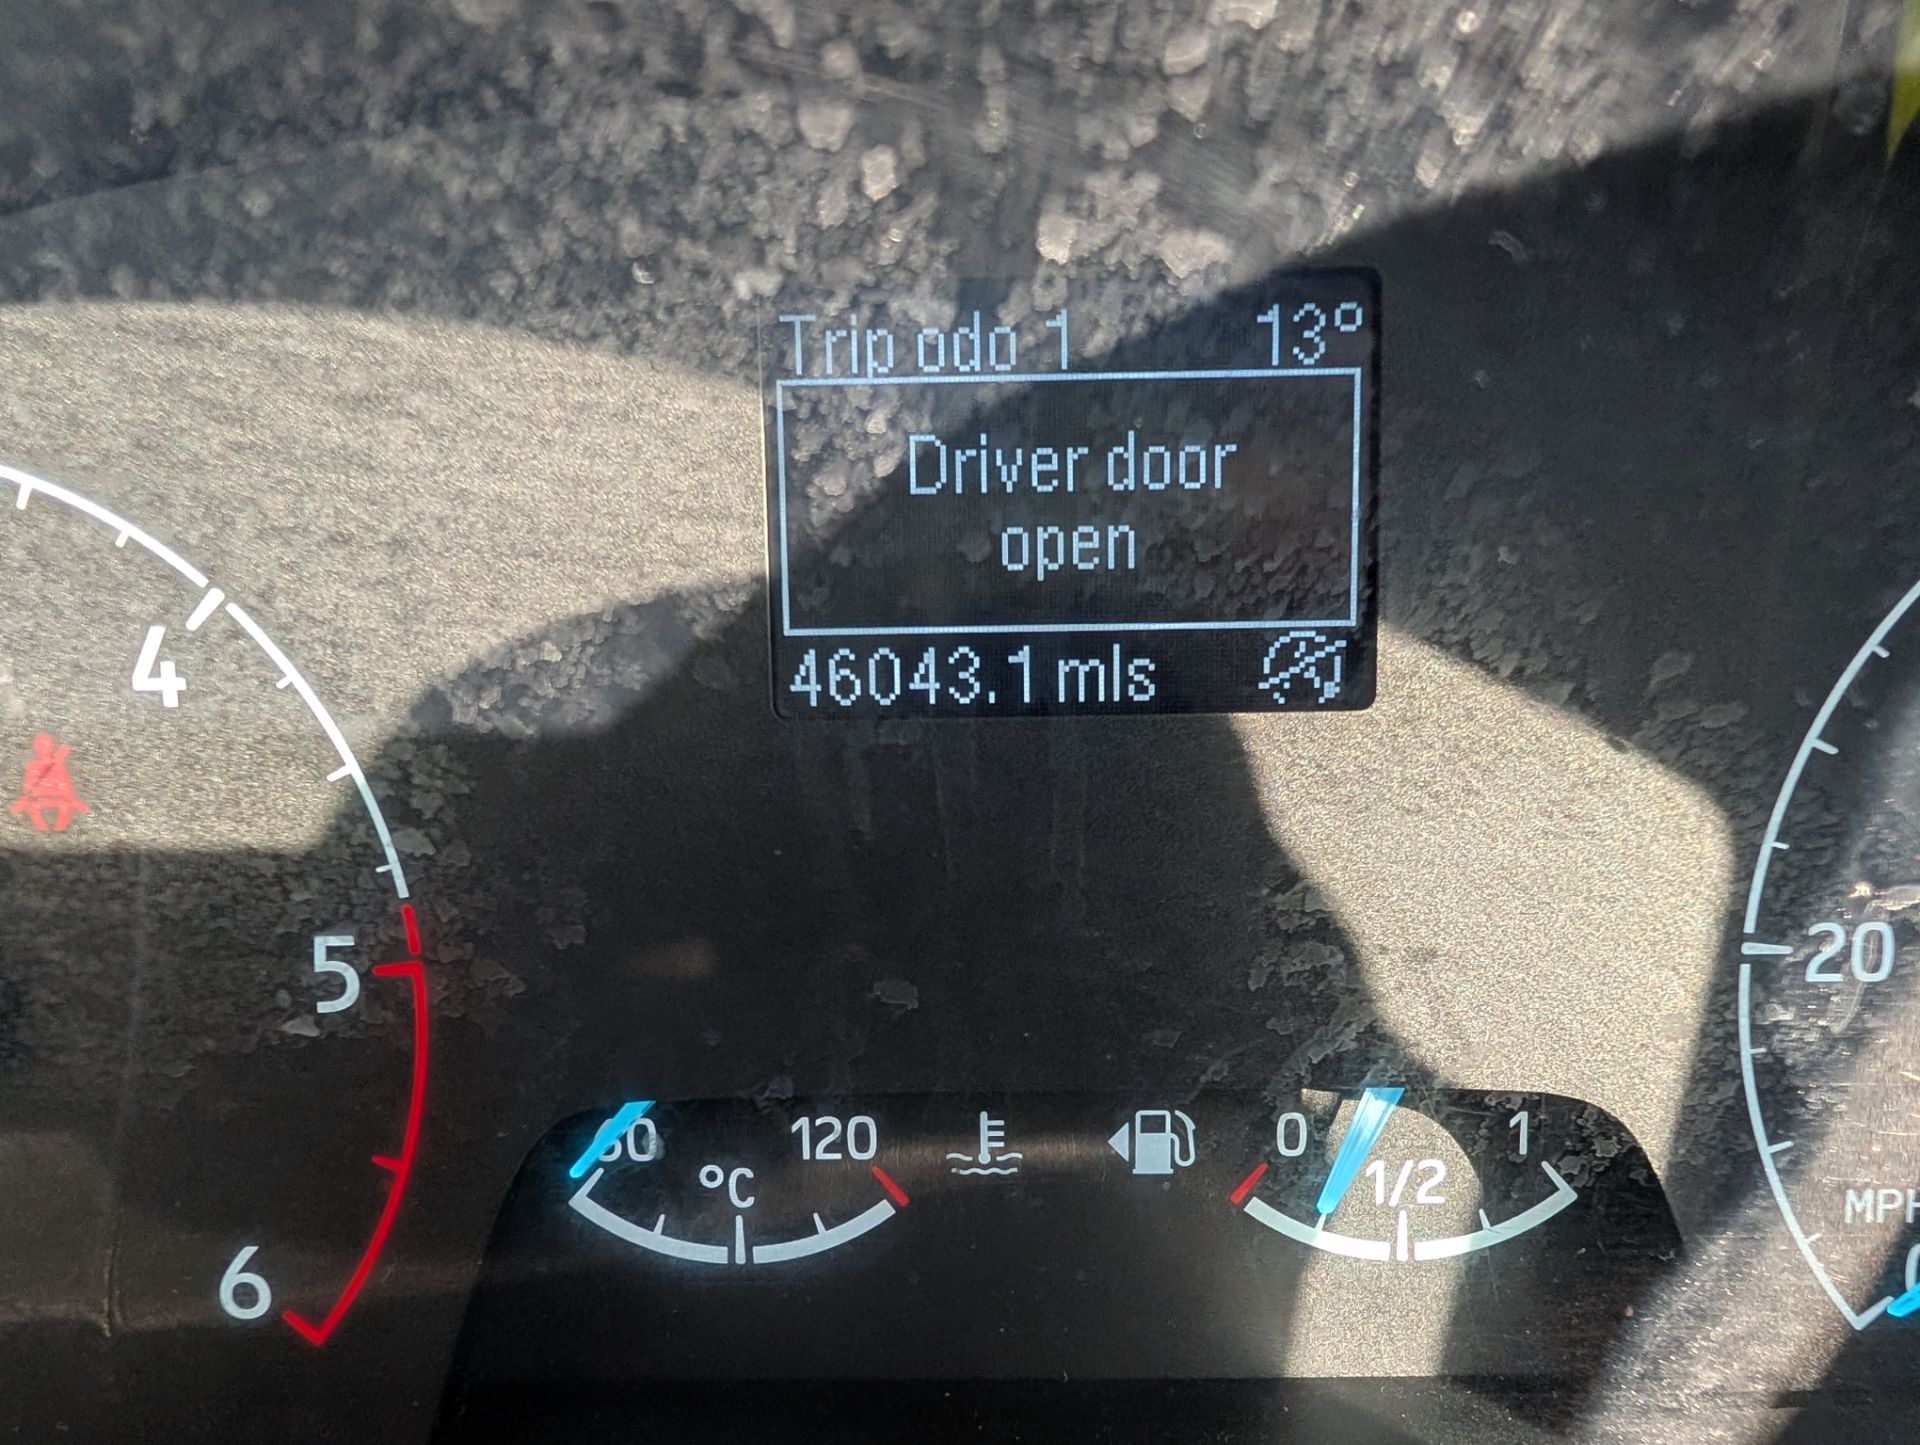 Trip odo 1 13°
Driver door
open
46043.1 mls
4
5
6
20
MPH
0
60 120
°C
0 1/2 1